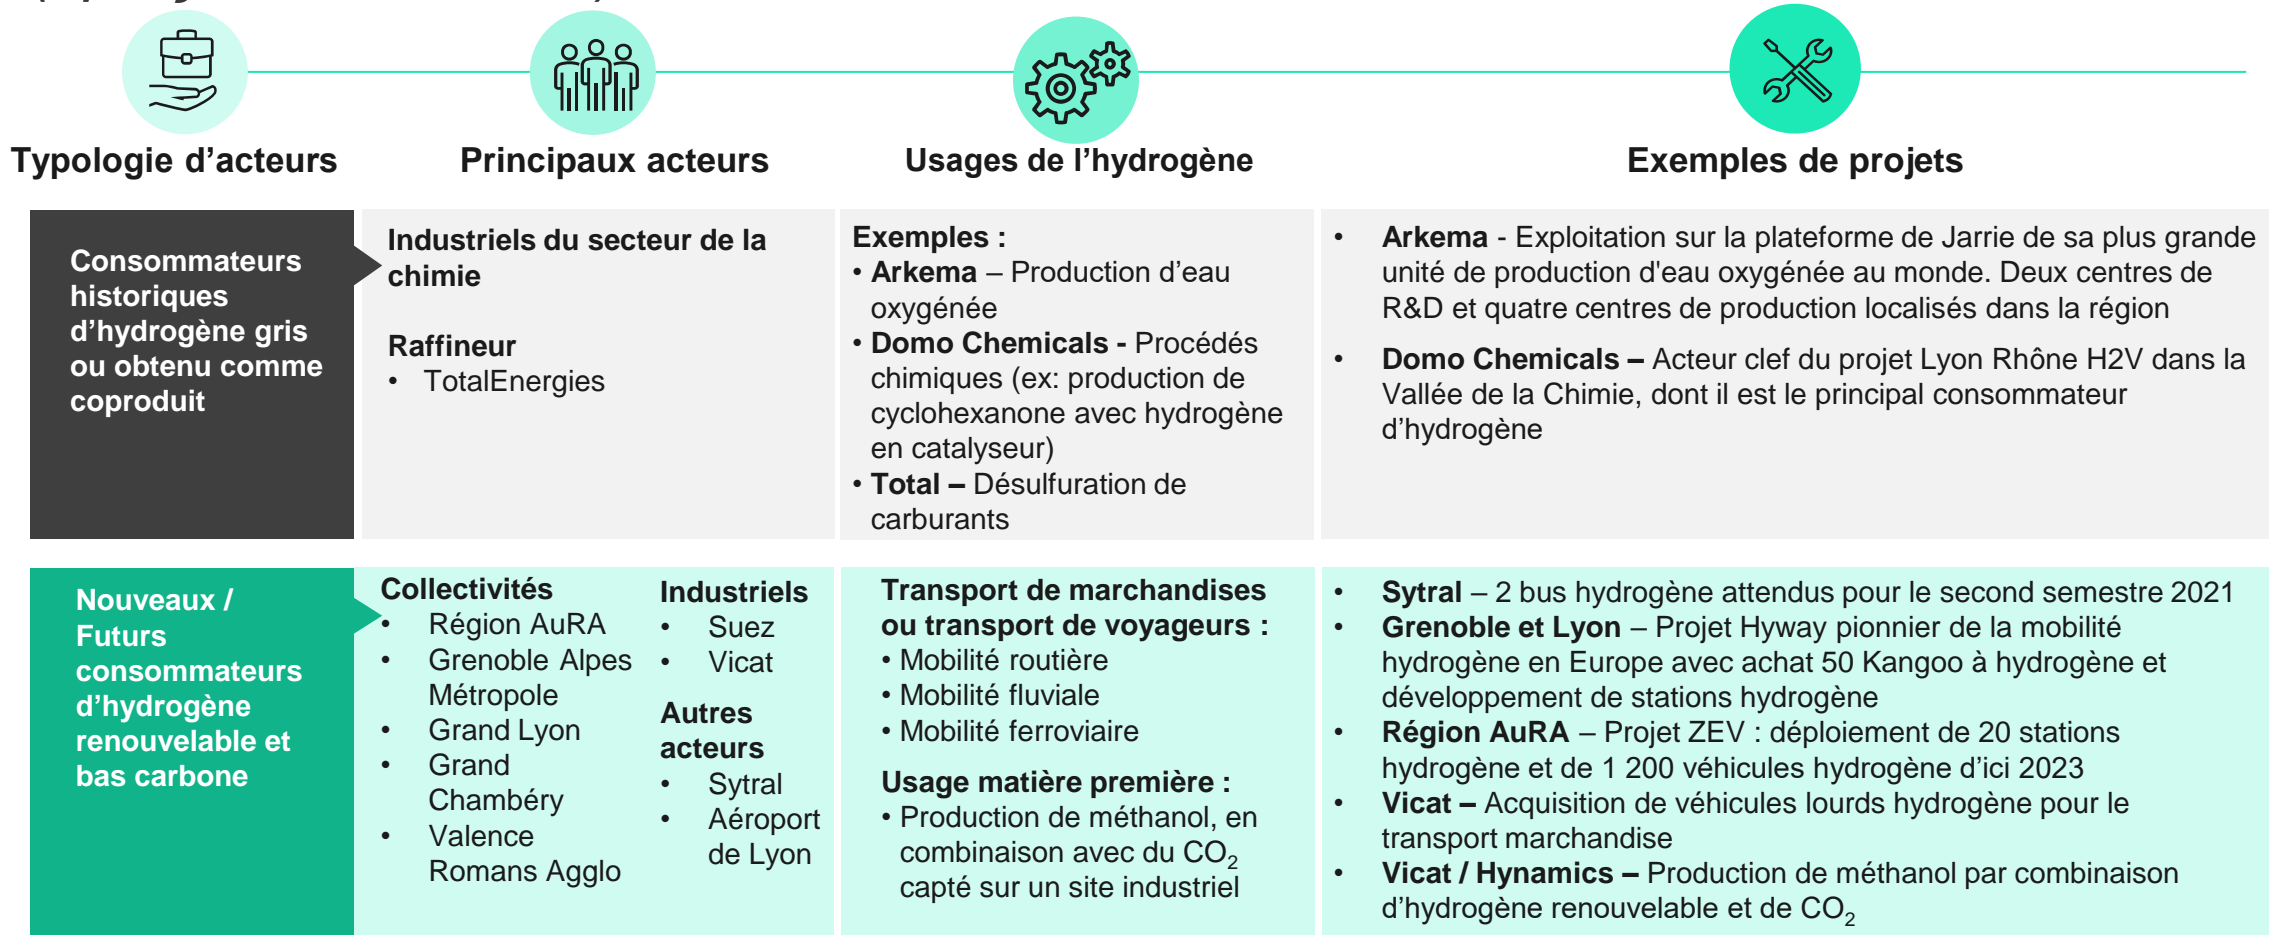 Typologie d’acteurs
Principaux acteurs
Usages de l’hydrogène
Exemples de projets
Consommateurs
historiques
d’hydrogène gris
ou obtenu comme
coproduit
Industriels du secteur de la
chimie
Raffineur
• TotalEnergies
Exemples :
• Arkema – Production d’eau
oxygénée
• Domo Chemicals - Procédés
chimiques (ex: production de
cyclohexanone avec hydrogène
en catalyseur)
• Total – Désulfuration de
carburants
• Arkema - Exploitation sur la plateforme de Jarrie de sa plus grande
unité de production d'eau oxygénée au monde. Deux centres de
R&D et quatre centres de production localisés dans la région
• Domo Chemicals – Acteur clef du projet Lyon Rhône H2V dans la
Vallée de la Chimie, dont il est le principal consommateur
d’hydrogène
Nouveaux /
Futurs
consommateurs
d’hydrogène
renouvelable et
bas carbone
Collectivités
• Région AuRA
• Grenoble Alpes
Métropole
• Grand Lyon
• Grand
Chambéry
• Valence
Romans Agglo
Industriels
• Suez
• Vicat
Autres
acteurs
• Sytral
• Aéroport
de Lyon
Transport de marchandises
ou transport de voyageurs :
• Mobilité routière
• Mobilité fluviale
• Mobilité ferroviaire
Usage matière première :
• Production de méthanol, en
combinaison avec du CO₂
capté sur un site industriel
• Sytral – 2 bus hydrogène attendus pour le second semestre 2021
• Grenoble et Lyon – Projet Hyway pionnier de la mobilité
hydrogène en Europe avec achat 50 Kangoo à hydrogène et
développement de stations hydrogène
• Région AuRA – Projet ZEV : déploiement de 20 stations
hydrogène et de 1 200 véhicules hydrogène d’ici 2023
• Vicat – Acquisition de véhicules lourds hydrogène pour le
transport marchandise
• Vicat / Hynamics – Production de méthanol par combinaison
d’hydrogène renouvelable et de CO₂